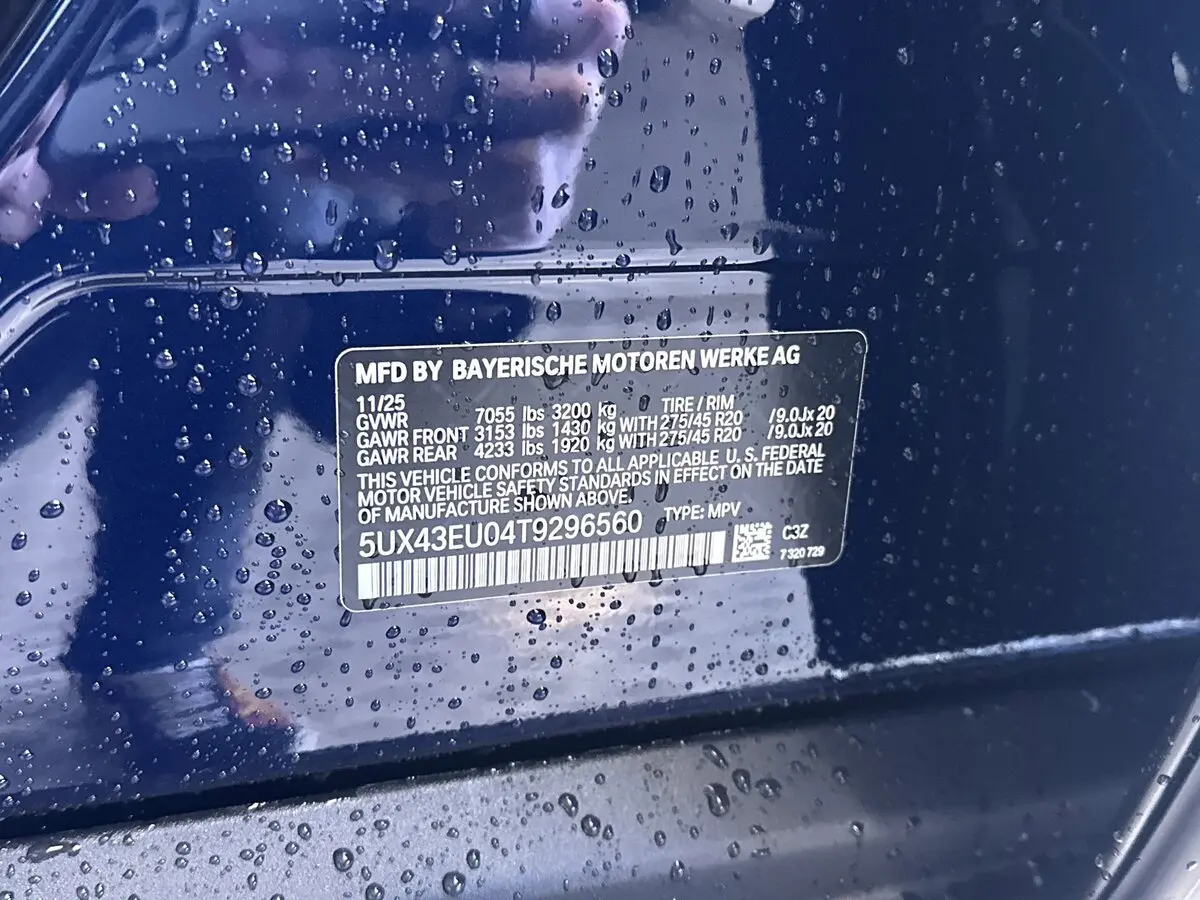 MFD BY BAYERISCHE MOTOREN WERKE AG
11/25 TIRE / RIM
GVWR 7055 lbs 3200 kg
GAWR FRONT 3153 lbs 1430 kg WITH 275/45 R20 /9.0Jx 20
GAWR REAR 4233 lbs 1920 kg WITH 275/45 R20 /9.0Jx 20
THIS VEHICLE CONFORMS TO ALL APPLICABLE U. S. FEDERAL
MOTOR VEHICLE SAFETY STANDARDS IN EFFECT ON THE DATE
OF MANUFACTURE SHOWN ABOVE.
5UX43EU04T9296560 TYPE: MPV
C3Z
7 320 729